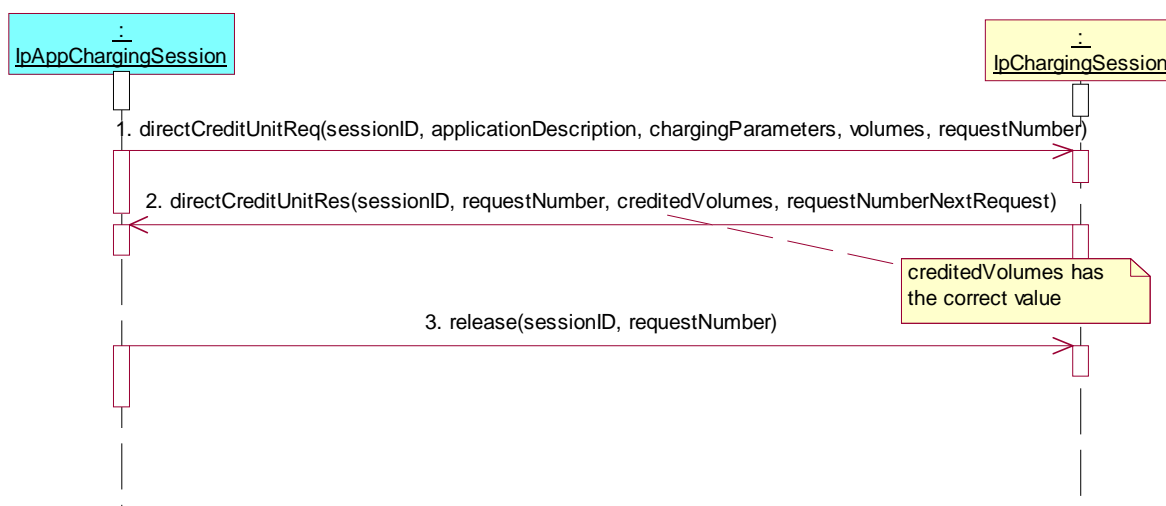 :
IpAppChargingSession
:
IpChargingSession
1. directCreditUnitReq(sessionID, applicationDescription, chargingParameters, volumes, requestNumber)
2. directCreditUnitRes(sessionID, requestNumber, creditedVolumes, requestNumberNextRequest)
creditedVolumes has
the correct value
3. release(sessionID, requestNumber)